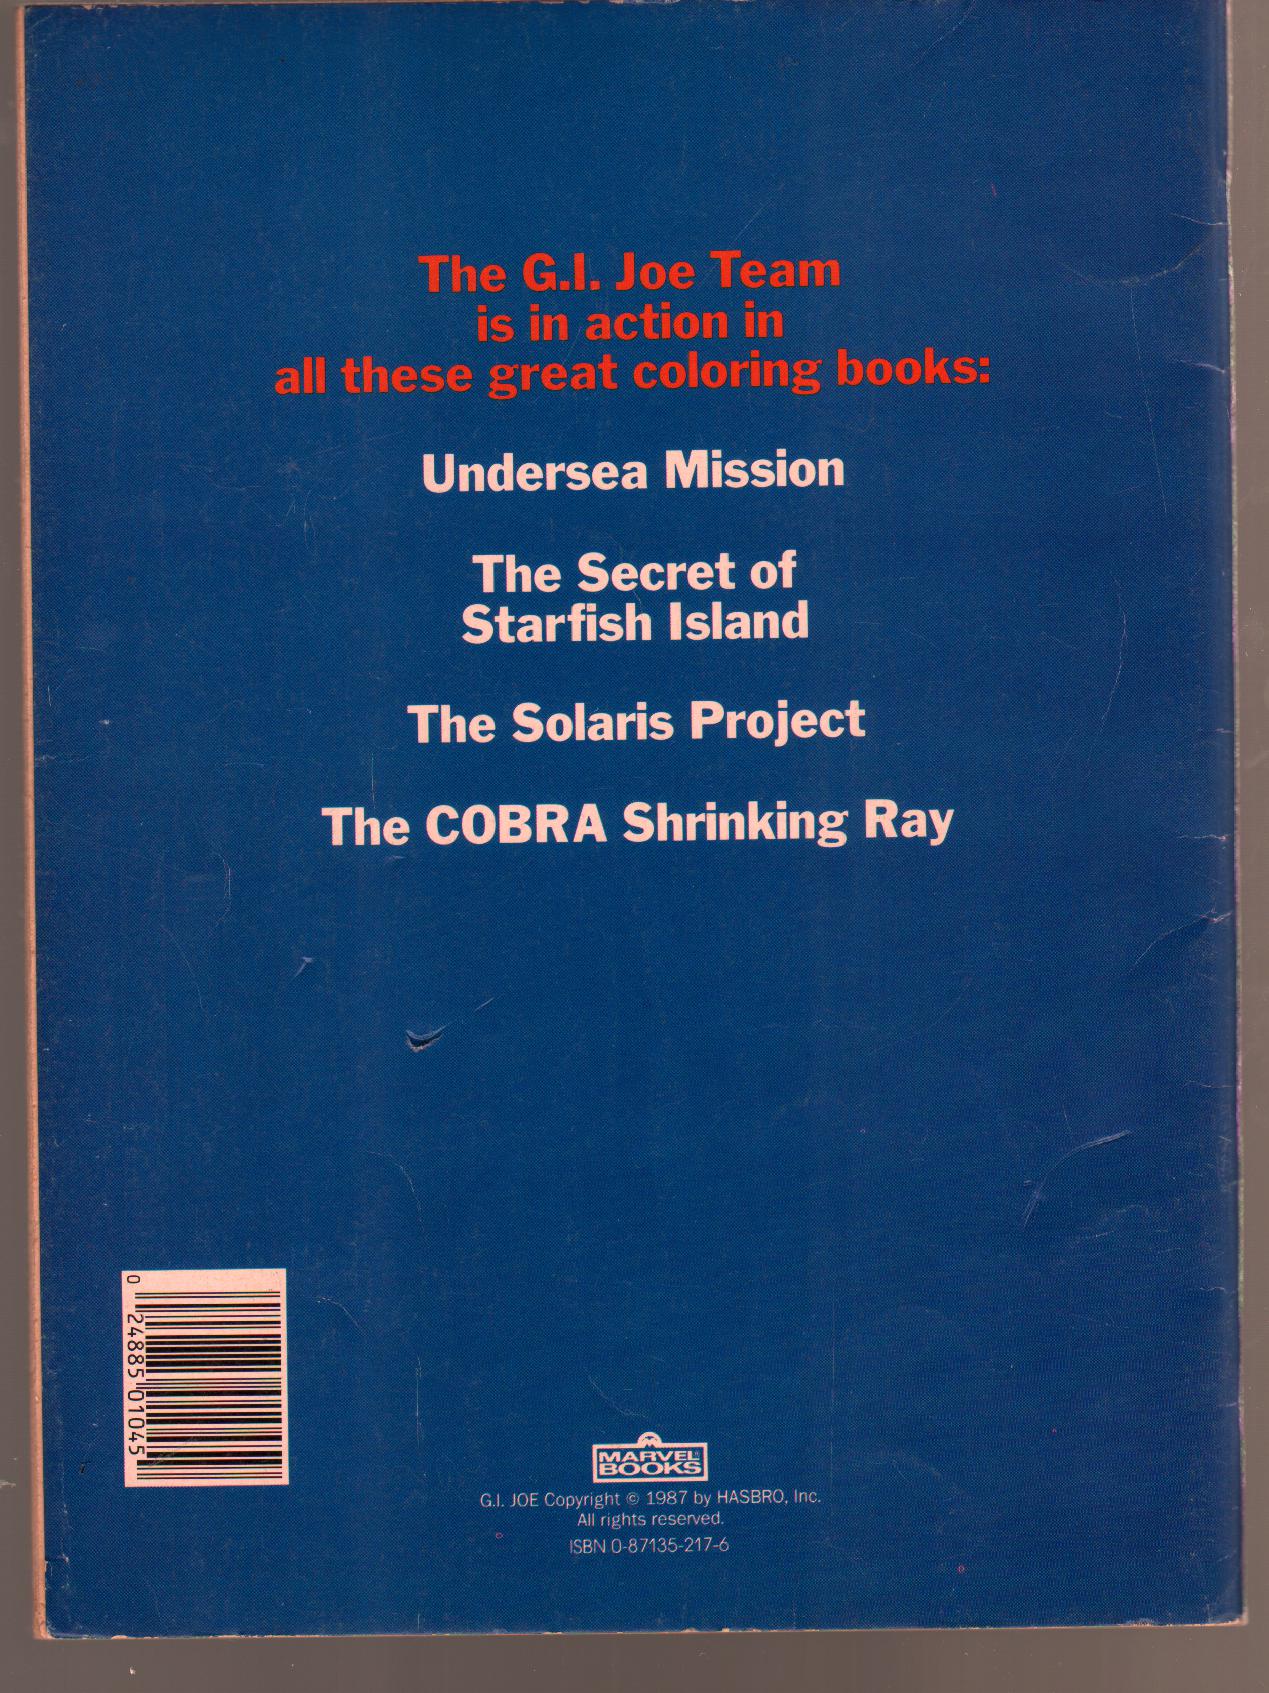 The G.I. Joe Team
is in action in
all these great coloring books:
Undersea Mission
The Secret of
Starfish Island
The Solaris Project
The COBRA Shrinking Ray
0 24885 01045
MARVEL®
BOOKS
G.I. JOE Copyright © 1987 by HASBRO, Inc.
All rights reserved.
ISBN 0-87135-217-6